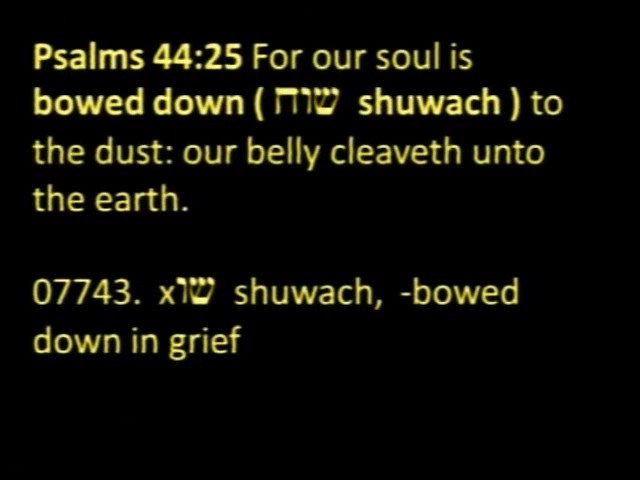 Psalms 44:25 For our soul is
bowed down ( שוח shuwach ) to
the dust: our belly cleaveth unto
the earth.
07743. xשו shuwach, -bowed
down in grief